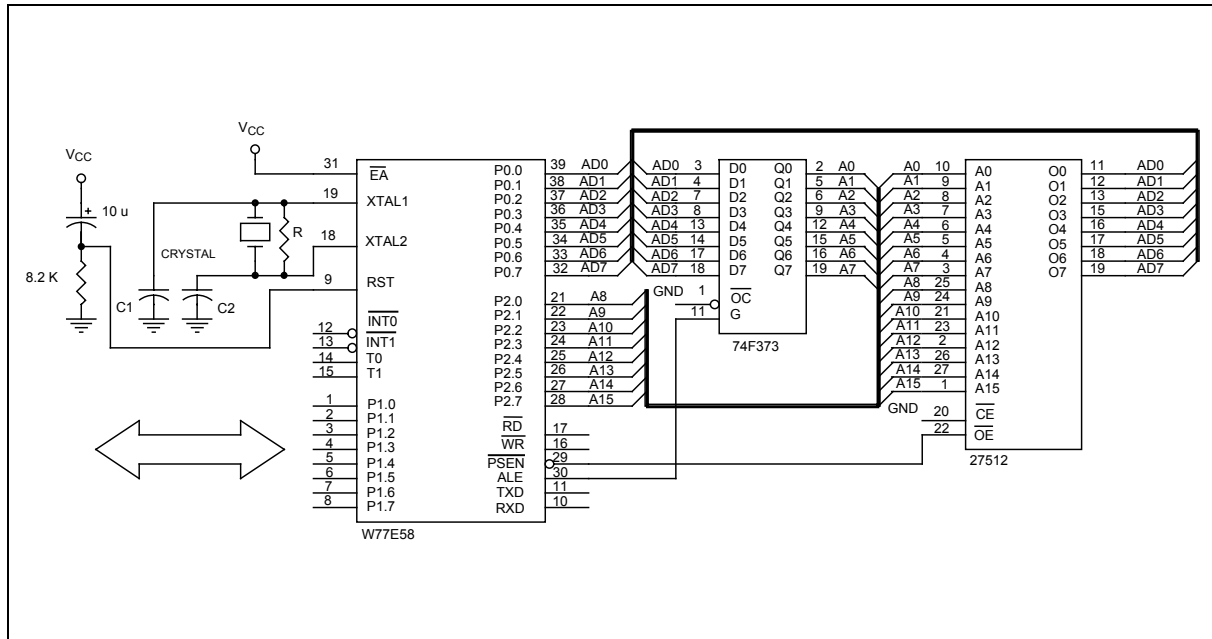 VCC
10 u
8.2 K
VCC
CRYSTAL
R
C1
C2
31 EA
19 XTAL1
18 XTAL2
9 RST
12 INT0
13 INT1
14 T0
15 T1
1 P1.0
2 P1.1
3 P1.2
4 P1.3
5 P1.4
6 P1.5
7 P1.6
8 P1.7
P0.0 39 AD0
P0.1 38 AD1
P0.2 37 AD2
P0.3 36 AD3
P0.4 35 AD4
P0.5 34 AD5
P0.6 33 AD6
P0.7 32 AD7
P2.0 21 A8
P2.1 22 A9
P2.2 23 A10
P2.3 24 A11
P2.4 25 A12
P2.5 26 A13
P2.6 27 A14
P2.7 28 A15
RD 17
WR 16
PSEN 29
ALE 30
TXD 11
RXD 10
W77E58
AD0 3 D0 Q0 2 A0
AD1 4 D1 Q1 5 A1
AD2 7 D2 Q2 6 A2
AD3 8 D3 Q3 9 A3
AD4 13 D4 Q4 12 A4
AD5 14 D5 Q5 15 A5
AD6 17 D6 Q6 16 A6
AD7 18 D7 Q7 19 A7
GND 1 OC
11 G
74F373
A0 10 A0 O0 11 AD0
A1 9 A1 O1 12 AD1
A2 8 A2 O2 13 AD2
A3 7 A3 O3 15 AD3
A4 6 A4 O4 16 AD4
A5 5 A5 O5 17 AD5
A6 4 A6 O6 18 AD6
A7 3 A7 O7 19 AD7
A8 25 A8
A9 24 A9
A10 21 A10
A11 23 A11
A12 2 A12
A13 26 A13
A14 27 A14
A15 1 A15
GND 20 CE
22 OE
27512